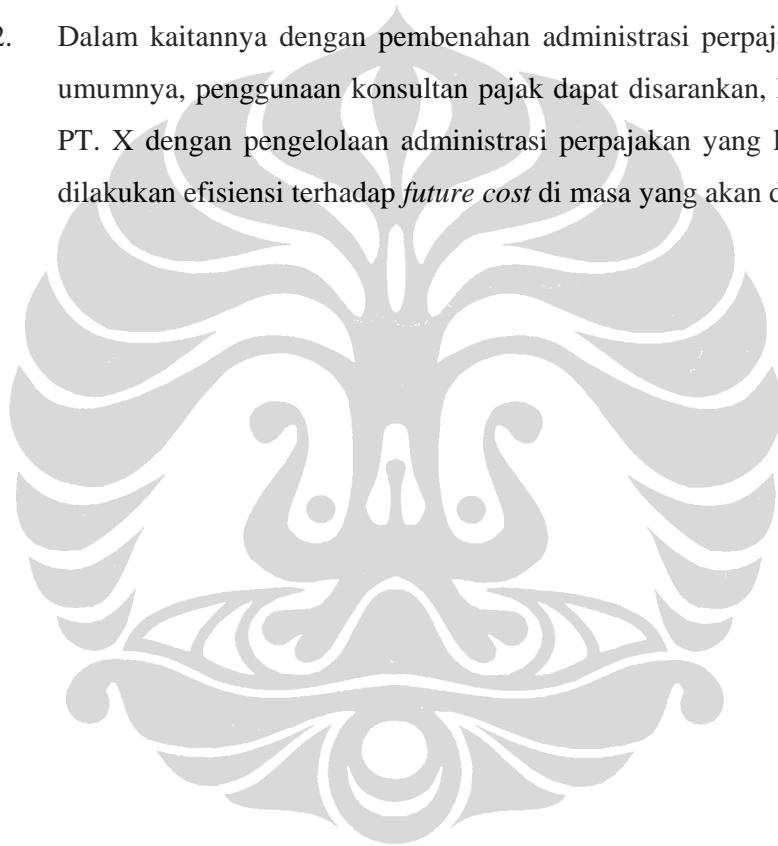 2. Dalam kaitannya dengan pembenahan administrasi
umumnya, penggunaan konsultan pajak dapat disarankan,
PT. X dengan pengelolaan administrasi perpajakan yang
dilakukan efisiensi terhadap future cost di masa yang akan